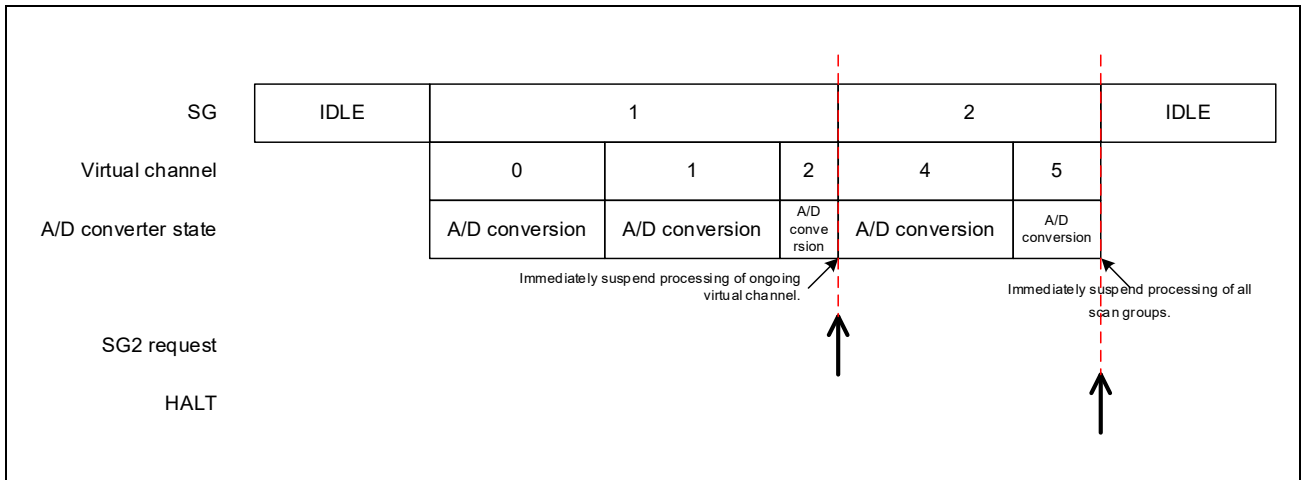 SG IDLE 1 2 IDLE
Virtual channel 0 1 2 4 5
A/D converter state A/D conversion A/D conversion A/D
conve
rsion A/D conversion A/D
conversion
Immediately suspend processing of ongoing
virtual channel.
Immediately suspend processing of all
scan groups.
SG2 request
HALT